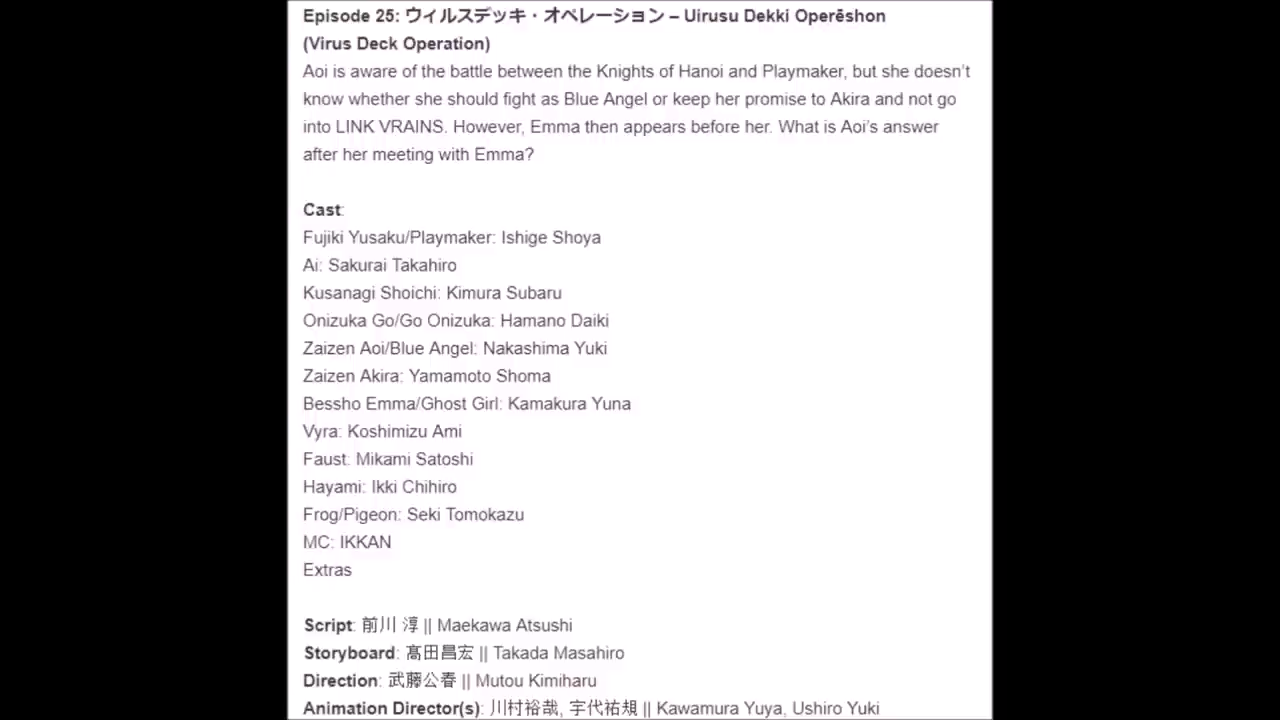 Episode 25: ウィルスデッキ・オペレーション – Uirusu Dekki Operēshon
(Virus Deck Operation)
Aoi is aware of the battle between the Knights of Hanoi and Playmaker, but she doesn't
know whether she should fight as Blue Angel or keep her promise to Akira and not go
into LINK VRAINS. However, Emma then appears before her. What is Aoi's answer
after her meeting with Emma?
Cast:
Fujiki Yusaku/Playmaker: Ishige Shoya
Ai: Sakurai Takahiro
Kusanagi Shoichi: Kimura Subaru
Onizuka Go/Go Onizuka: Hamano Daiki
Zaizen Aoi/Blue Angel: Nakashima Yuki
Zaizen Akira: Yamamoto Shoma
Bessho Emma/Ghost Girl: Kamakura Yuna
Vyra: Koshimizu Ami
Faust: Mikami Satoshi
Hayami: Ikki Chihiro
Frog/Pigeon: Seki Tomokazu
MC: IKKAN
Extras
Script: 前川 淳 || Maekawa Atsushi
Storyboard: 髙田昌宏 || Takada Masahiro
Direction: 武藤公春 || Mutou Kimiharu
Animation Director(s): 川村裕哉, 宇代祐規 || Kawamura Yuya, Ushiro Yuki